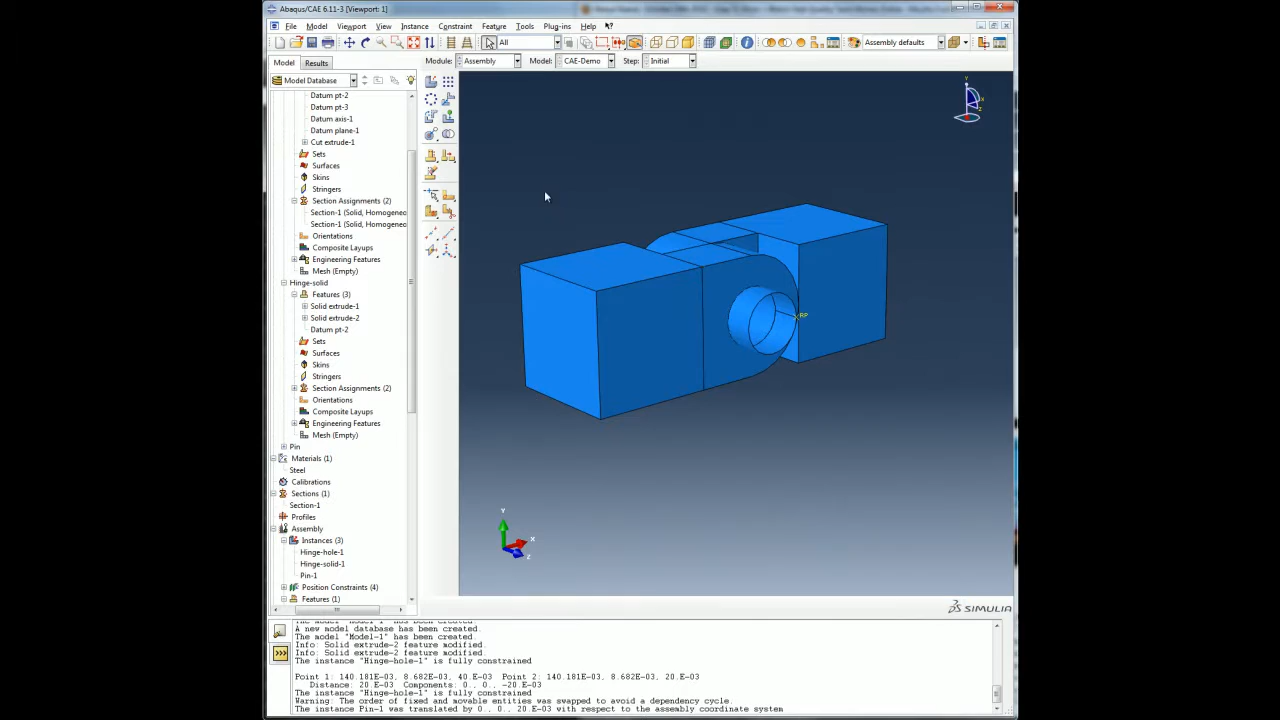 Abaqus/CAE 6.11-3 [Viewport: 1]
File Model Viewport View Instance Constraint Feature Tools Plug-ins Help
All
Assembly defaults
Model Results
Module: Assembly Model: CAE-Demo Step: Initial
Model Database
Datum pt-2
Datum pt-3
Datum axis-1
Datum plane-1
Cut extrude-1
Sets
Surfaces
Skins
Stringers
Section Assignments (2)
Section-1 (Solid, Homogeneo
Section-1 (Solid, Homogeneo
Orientations
Composite Layups
Engineering Features
Mesh (Empty)
Hinge-solid
Features (3)
Solid extrude-1
Solid extrude-2
Datum pt-2
Sets
Surfaces
Skins
Stringers
Section Assignments (2)
Orientations
Composite Layups
Engineering Features
Mesh (Empty)
Pin
Materials (1)
Steel
Calibrations
Sections (1)
Section-1
Profiles
Assembly
Instances (3)
Hinge-hole-1
Hinge-solid-1
Pin-1
Position Constraints (4)
Features (1)
RP
Y
X
Z
Y
X
Z
SIMULIA
A new model database has been created.
The model "Model-1" has been created.
Info: Solid extrude-2 feature modified.
Info: Solid extrude-2 feature modified.
The instance "Hinge-hole-1" is fully constrained
Point 1: 140.181E-03, 8.682E-03, 40.E-03 Point 2: 140.181E-03, 8.682E-03, 20.E-03
Distance: 20.E-03 Components: 0., 0., -20.E-03
The instance "Hinge-hole-1" is fully constrained
Warning: The order of fixed and movable entities was swapped to avoid a dependency cycle.
The instance Pin-1 was translated by 0., 0., 20.E-03 with respect to the assembly coordinate system